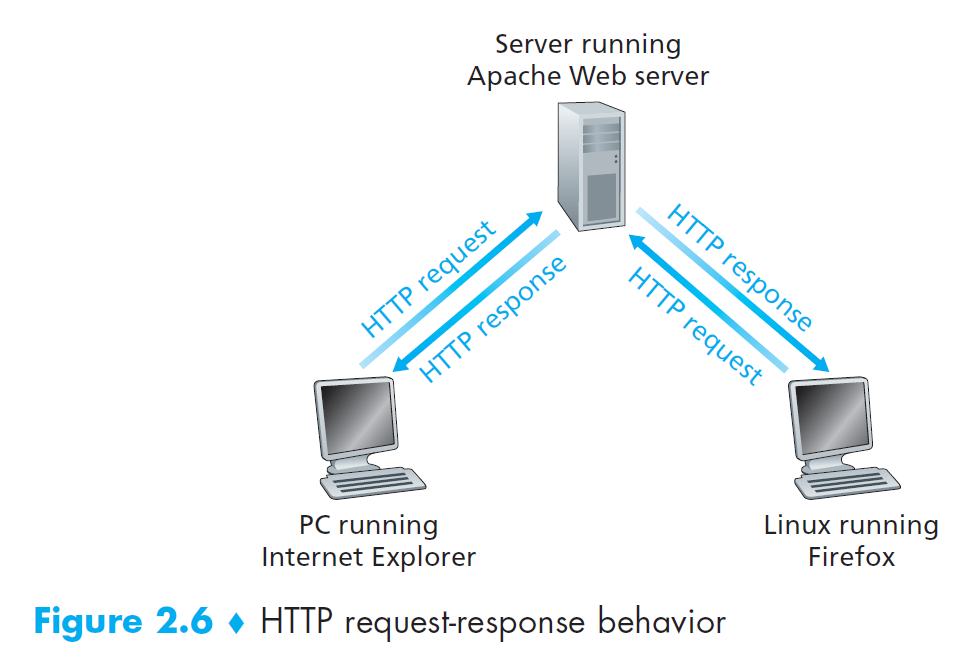 Server running
Apache Web server
HTTP request
HTTP response
HTTP response
HTTP request
PC running
Internet Explorer
Linux running
Firefox
Figure 2.6 ♦ HTTP request-response behavior